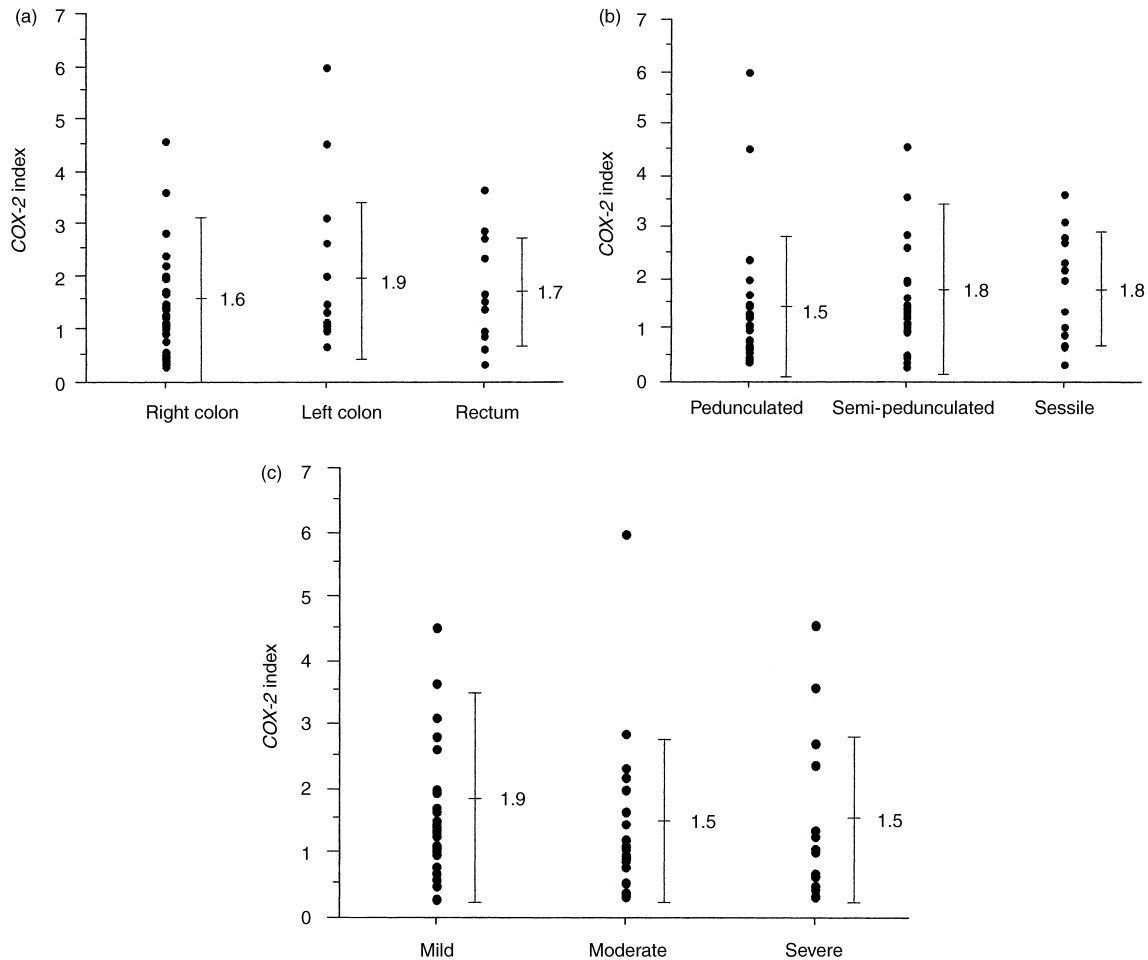 (a)
7
6
5
4
3
2
1
0
COX-2 index
1.6
1.9
1.7
Right colon
Left colon
Rectum
(b)
7
6
5
4
3
2
1
0
COX-2 index
1.5
1.8
1.8
Pedunculated
Semi-pedunculated
Sessile
(c)
7
6
5
4
3
2
1
0
COX-2 index
1.9
1.5
1.5
Mild
Moderate
Severe